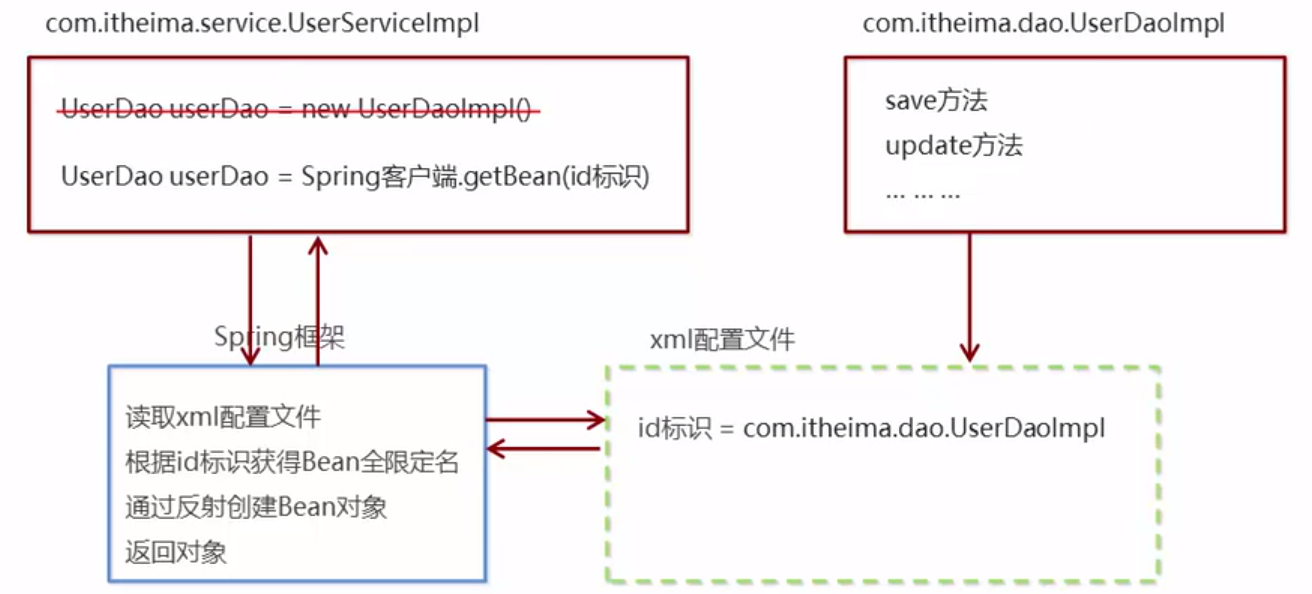 com.itheima.service.UserServiceImpl
UserDao userDao = new UserDaoImpl()
UserDao userDao = Spring客户端.getBean(id标识)
com.itheima.dao.UserDaoImpl
save方法
update方法
... ... ...
Spring框架
读取xml配置文件
根据id标识获得Bean全限定名
通过反射创建Bean对象
返回对象
xml配置文件
id标识 = com.itheima.dao.UserDaoImpl